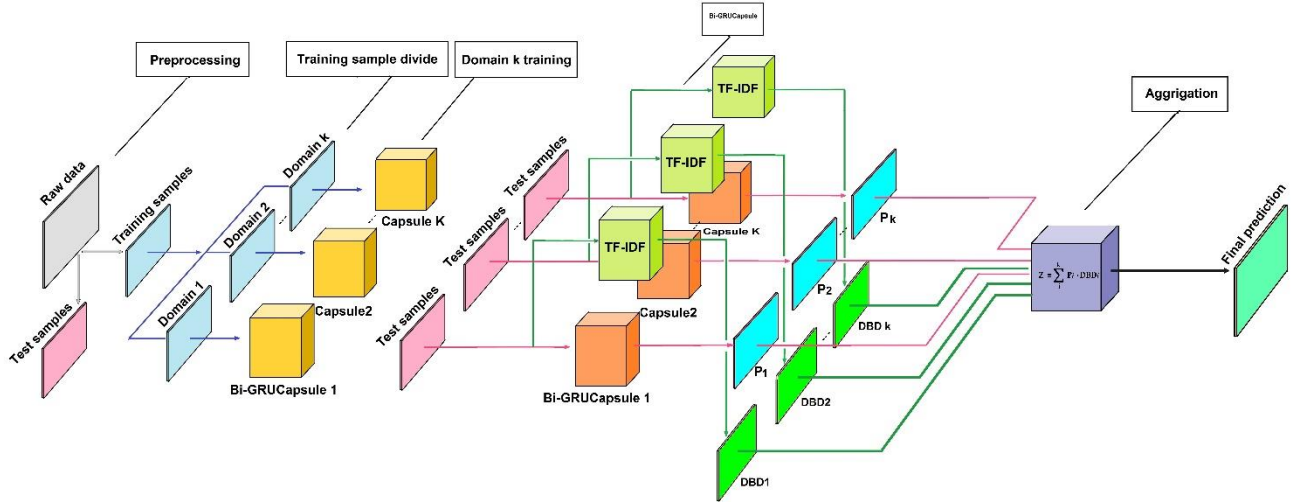 Bi-GRUCapsule
Preprocessing
Training sample divide
Domain k training
Aggrigation
Raw data
Training samples
Test samples
Domain k
Domain 2
Domain 1
Capsule K
Capsule2
Bi-GRUCapsule 1
Test samples
Test samples
Test samples
TF-IDF
TF-IDF
TF-IDF
Capsule K
Capsule2
Bi-GRUCapsule 1
Pk
P2
P1
DBD k
DBD2
DBD1
Final prediction